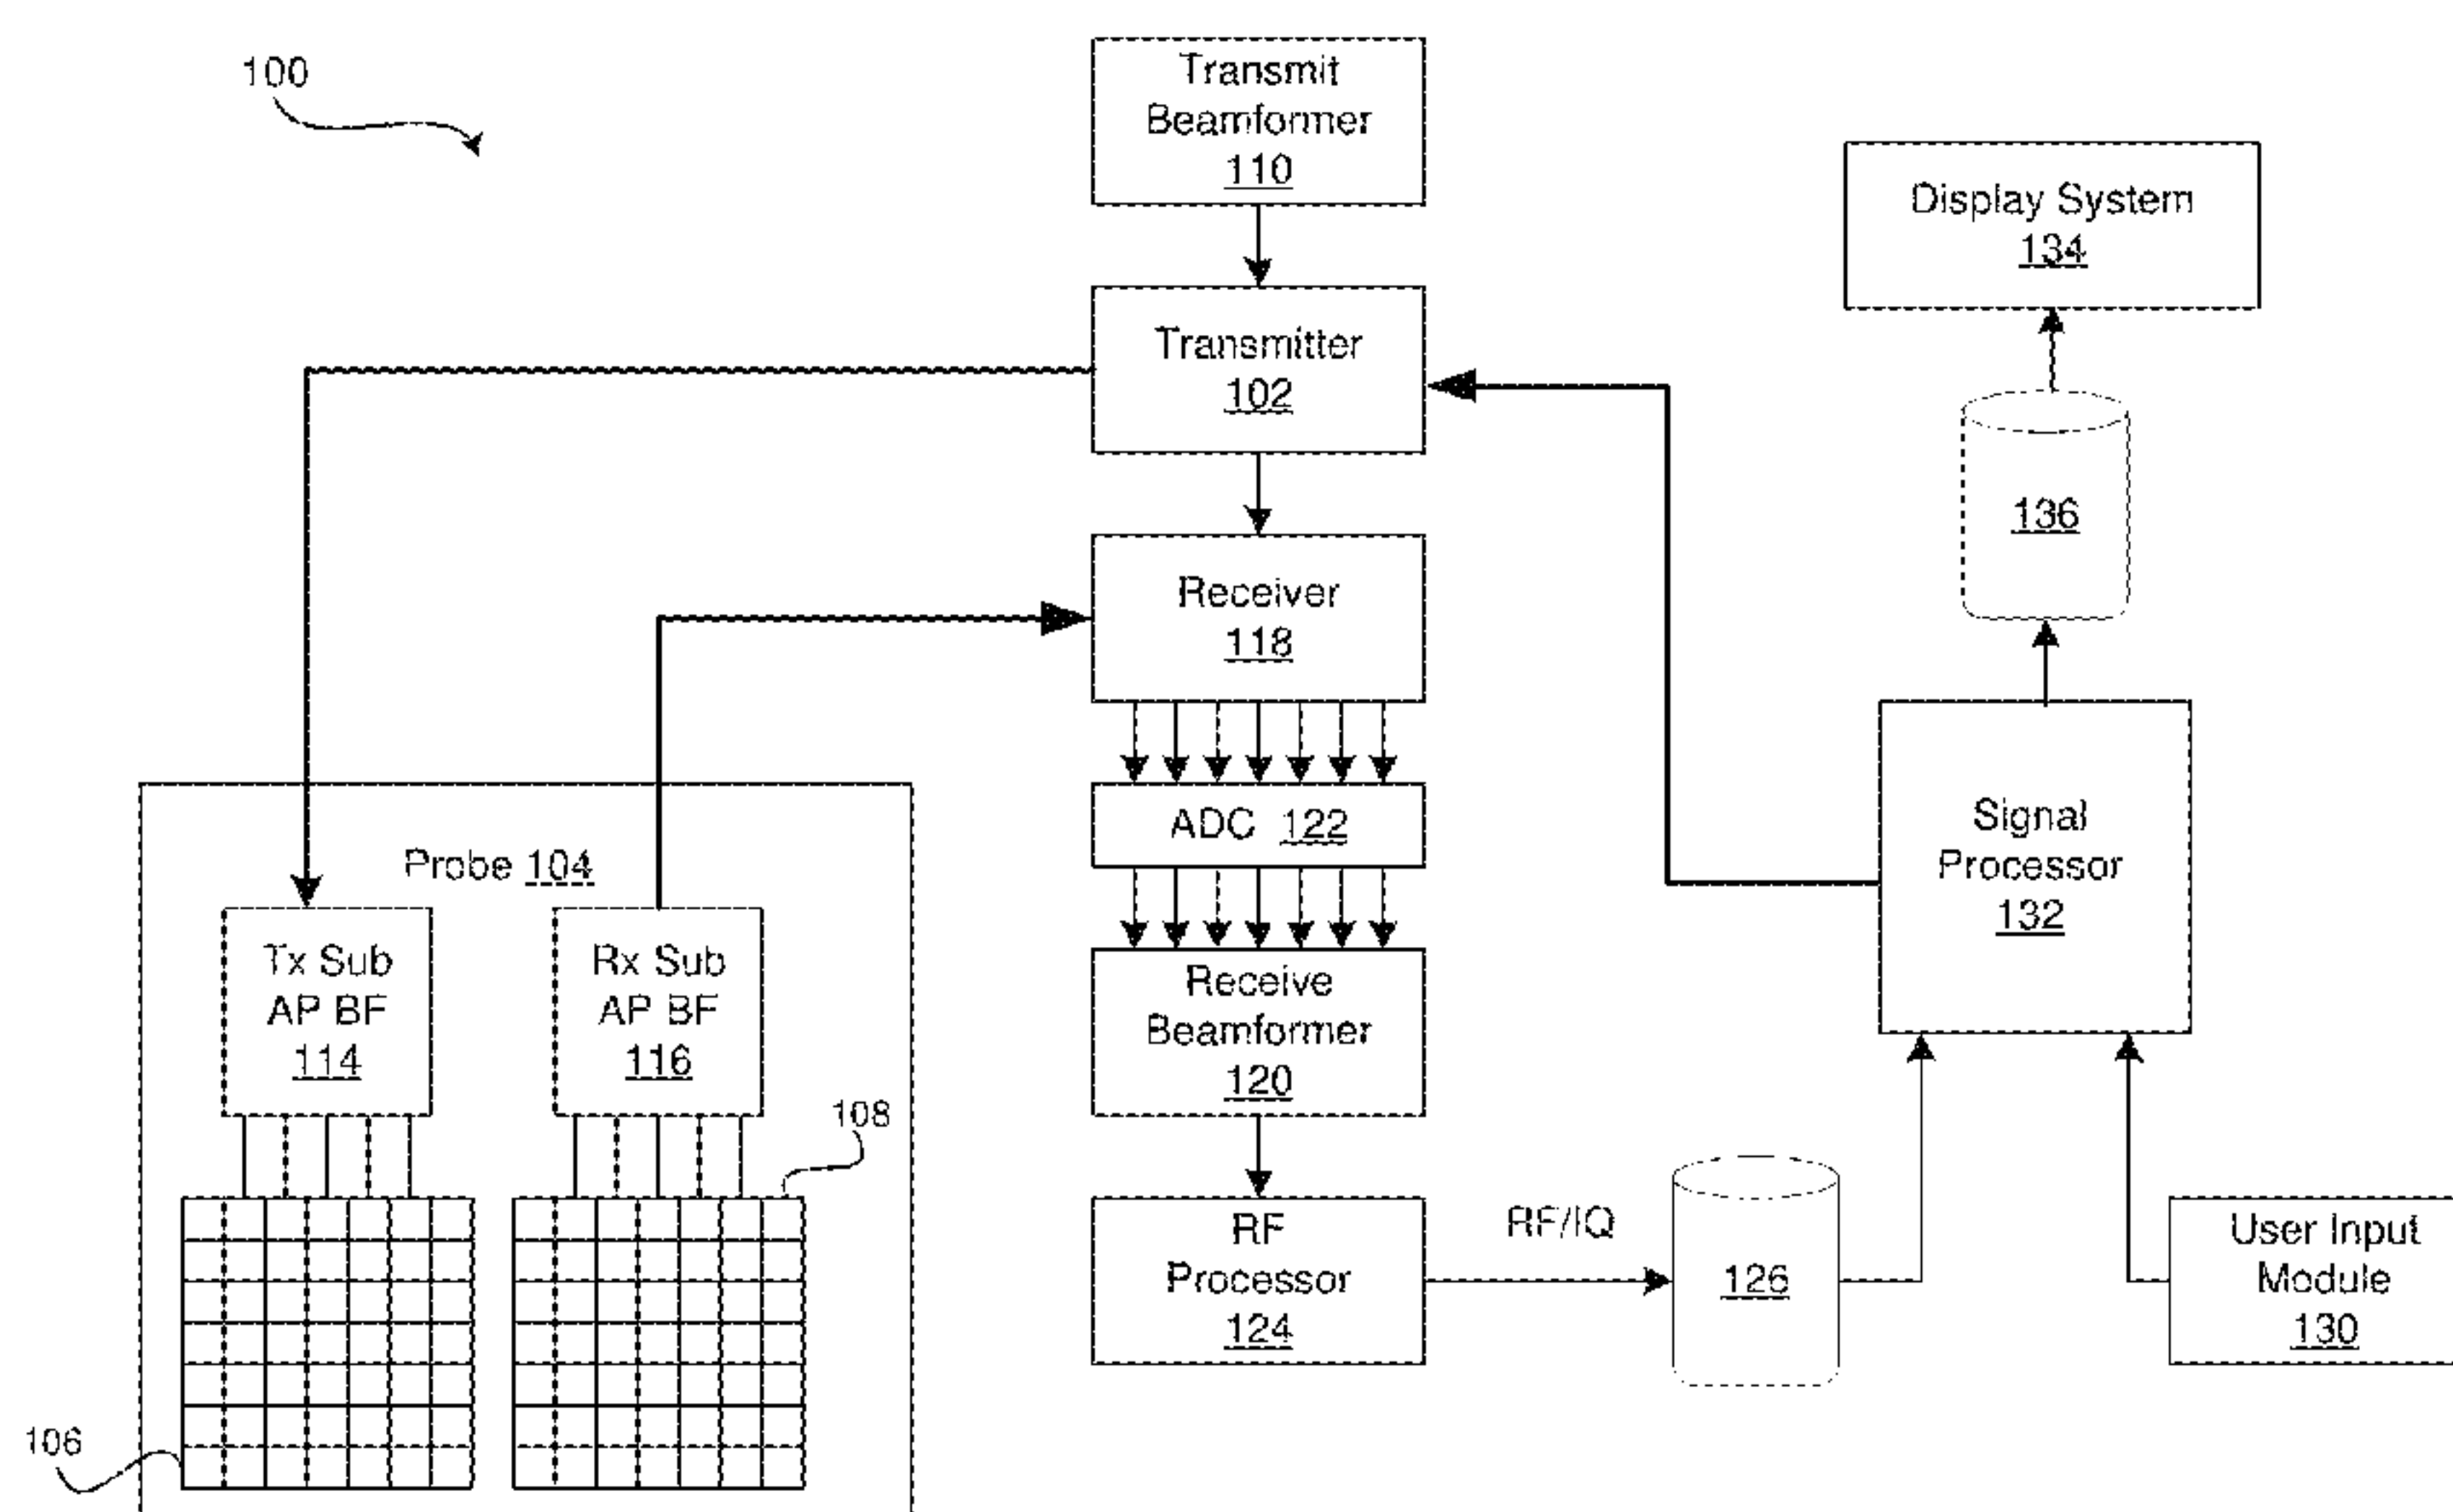 100
Transmit
Beamformer
110
Display System
134
Transmitter
102
136
Receiver
118
ADC 122
Signal
Processor
132
Probe 104
Tx Sub
AP BF
114
Rx Sub
AP BF
116
108
Receive
Beamformer
120
RF
Processor
124
RF/IQ
126
User Input
Module
130
106